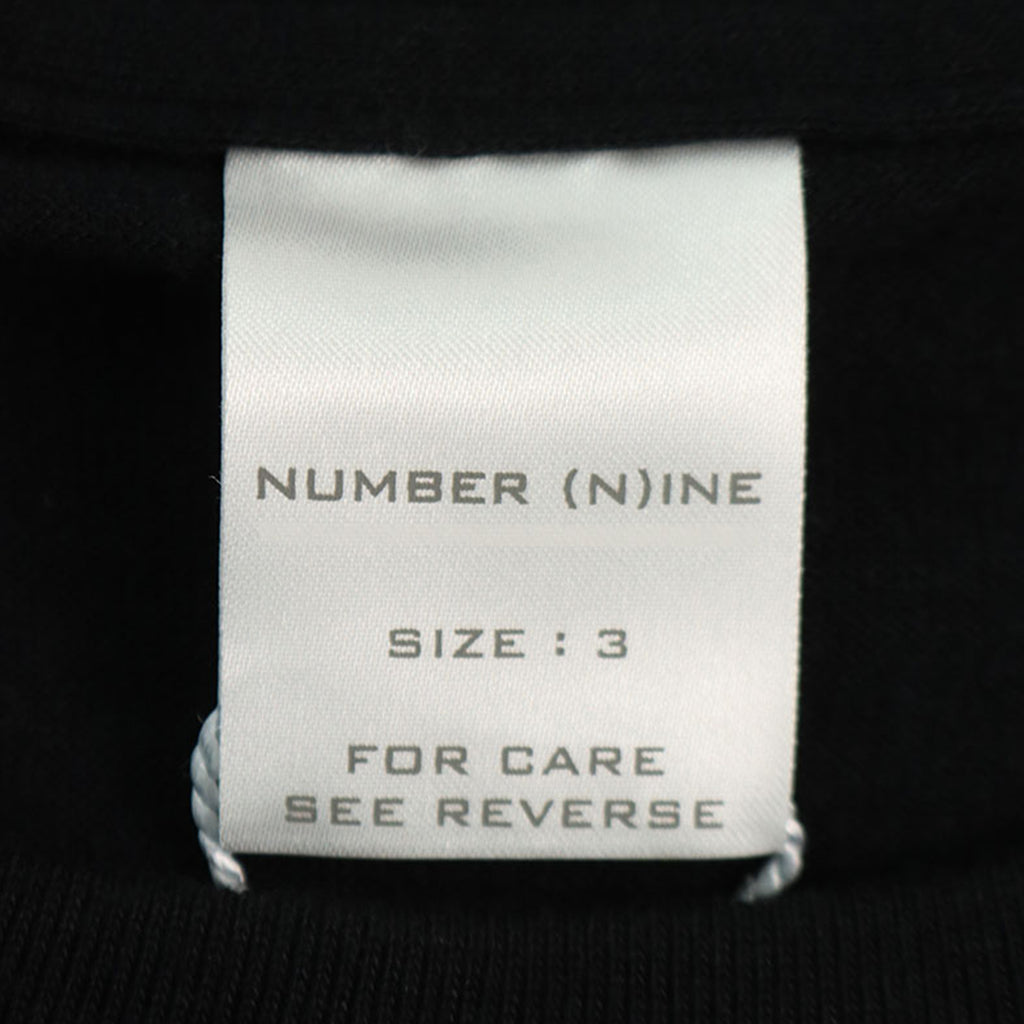 NUMBER (N)INE
SIZE : 3
FOR CARE
SEE REVERSE